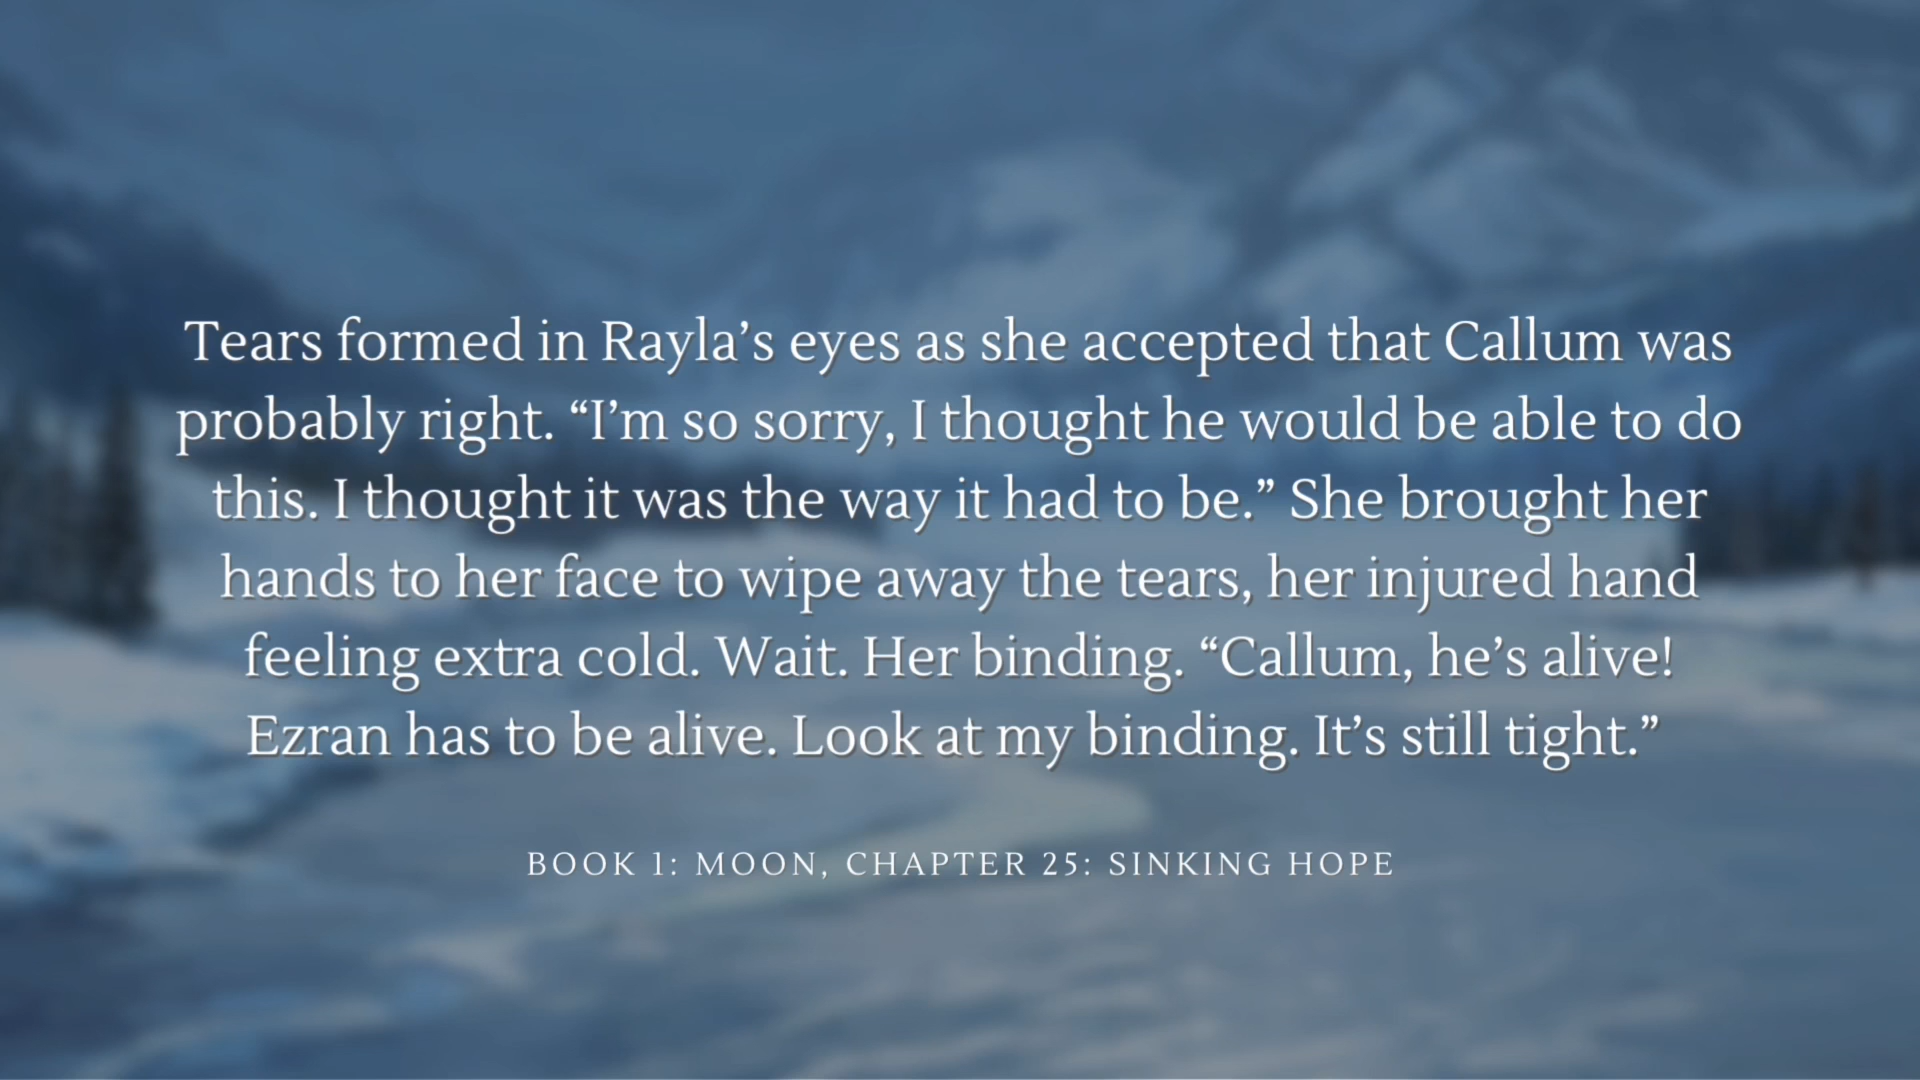 Tears formed in Rayla’s eyes as she accepted that Callum was
probably right. “I’m so sorry, I thought he would be able to do
this. I thought it was the way it had to be.” She brought her
hands to her face to wipe away the tears, her injured hand
feeling extra cold. Wait. Her binding. “Callum, he’s alive!
Ezran has to be alive. Look at my binding. It’s still tight.”
BOOK 1: MOON, CHAPTER 25: SINKING HOPE